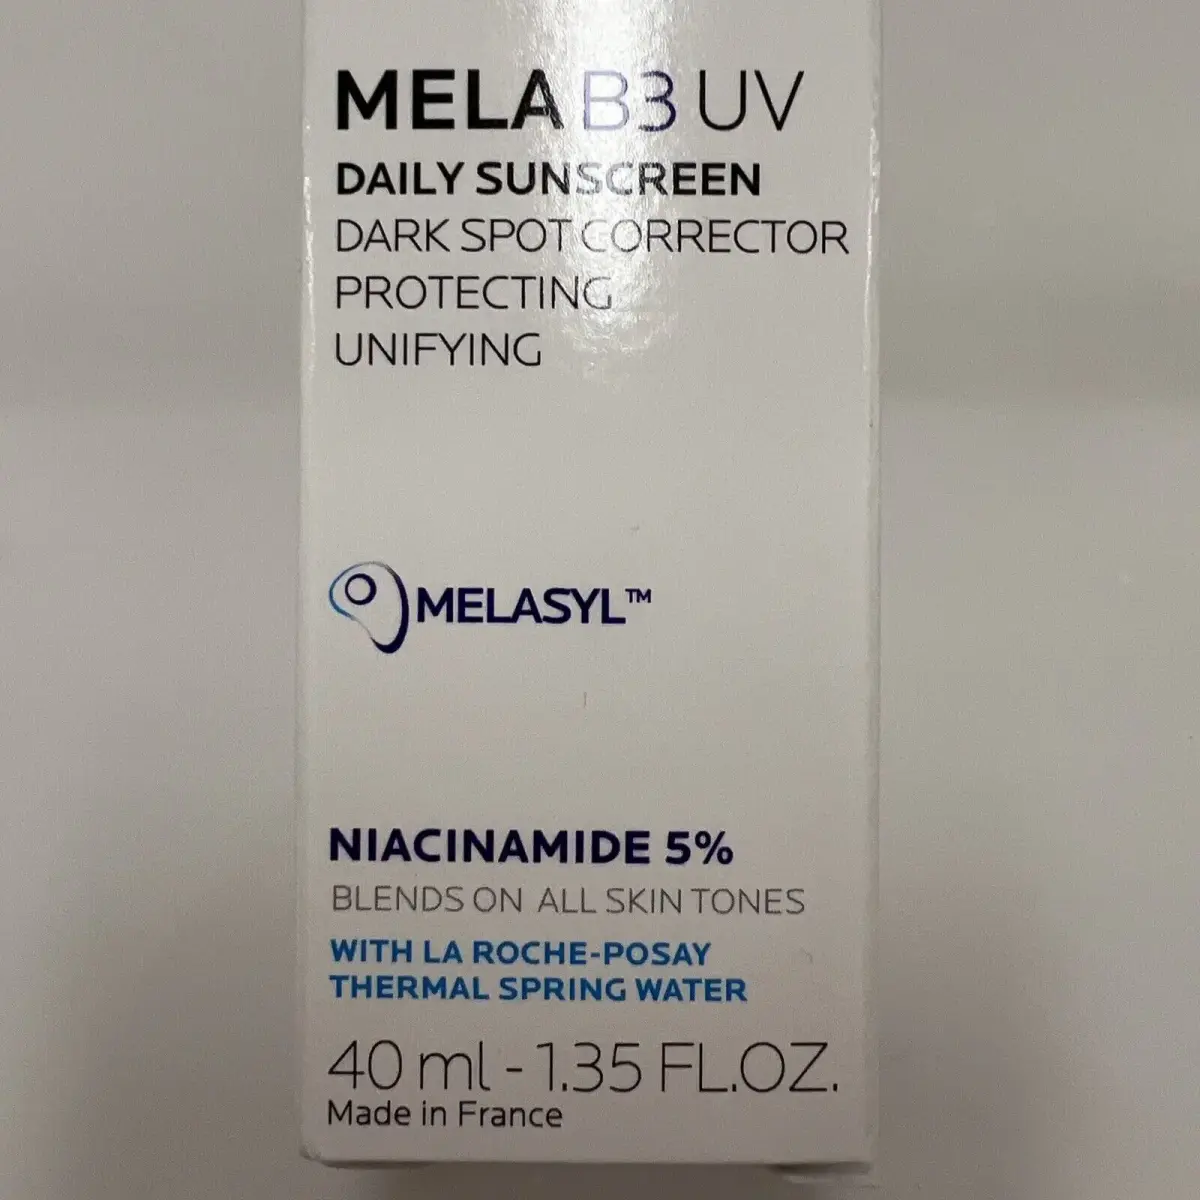 MELA B3 UV
DAILY SUNSCREEN
DARK SPOT CORRECTOR
PROTECTING
UNIFYING
MELASYL™
NIACINAMIDE 5%
BLENDS ON ALL SKIN TONES
WITH LA ROCHE-POSAY
THERMAL SPRING WATER
40 ml - 1.35 FL.OZ.
Made in France